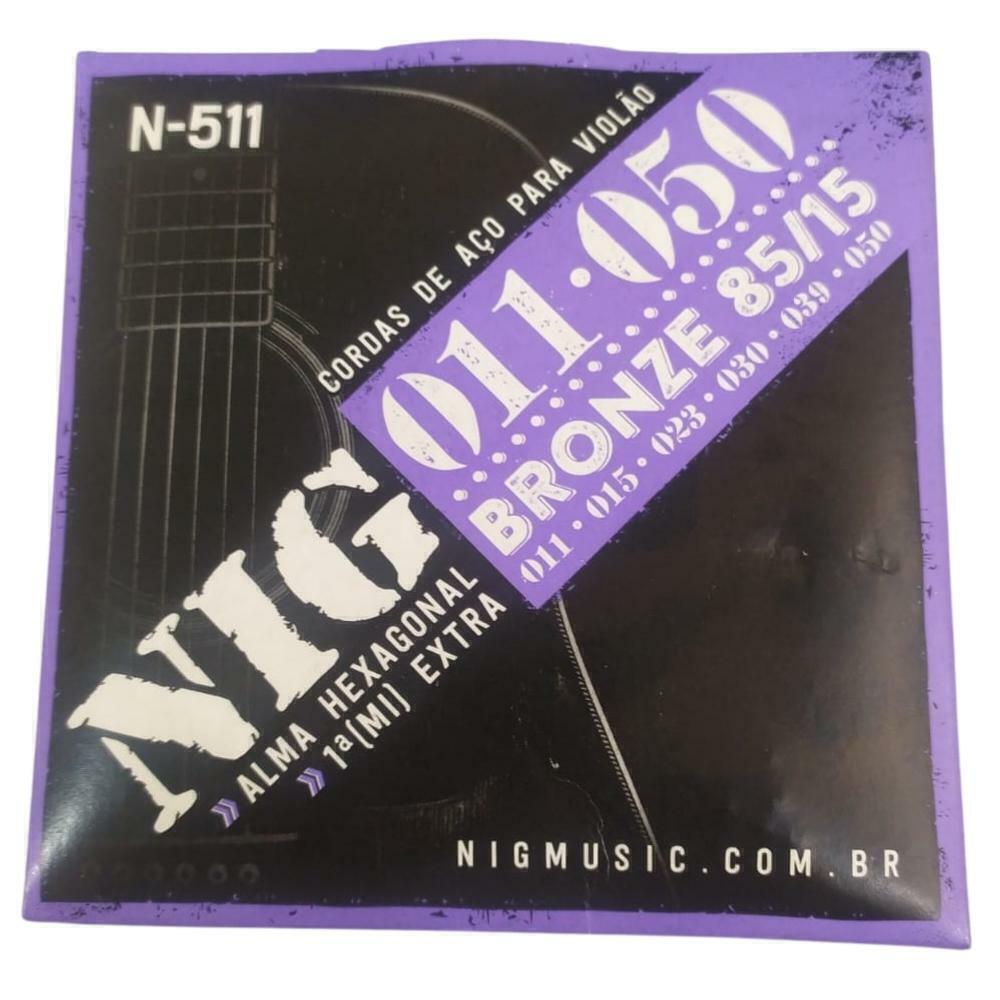 N-511
CORDAS DE AÇO PARA VIOLÃO
011·050
BRONZE 85/15
011 · 015 · 023 · 030 · 039 · 050
NIG
» ALMA HEXAGONAL
» 1ª(MI) EXTRA
NIGMUSIC.COM.BR